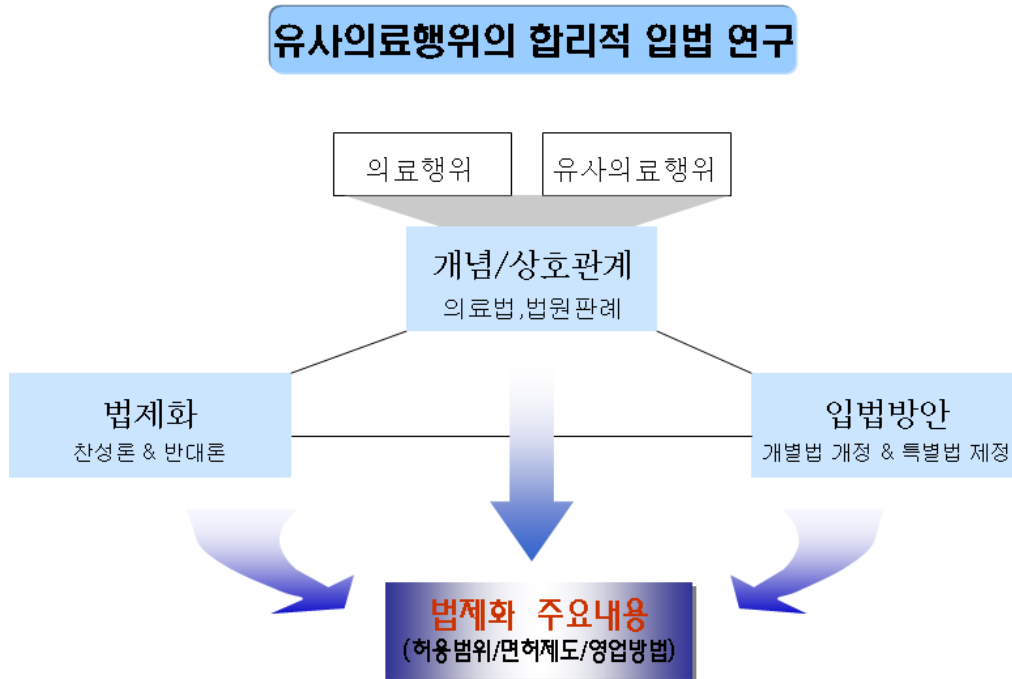 유사의료행위의 합리적 입법 연구
의료행위
유사의료행위
개념/상호관계
의료법,법원판례
법제화
찬성론 & 반대론
입법방안
개별법 개정 & 특별법 제정
법제화 주요내용
(허용범위/면허제도/영업방법)